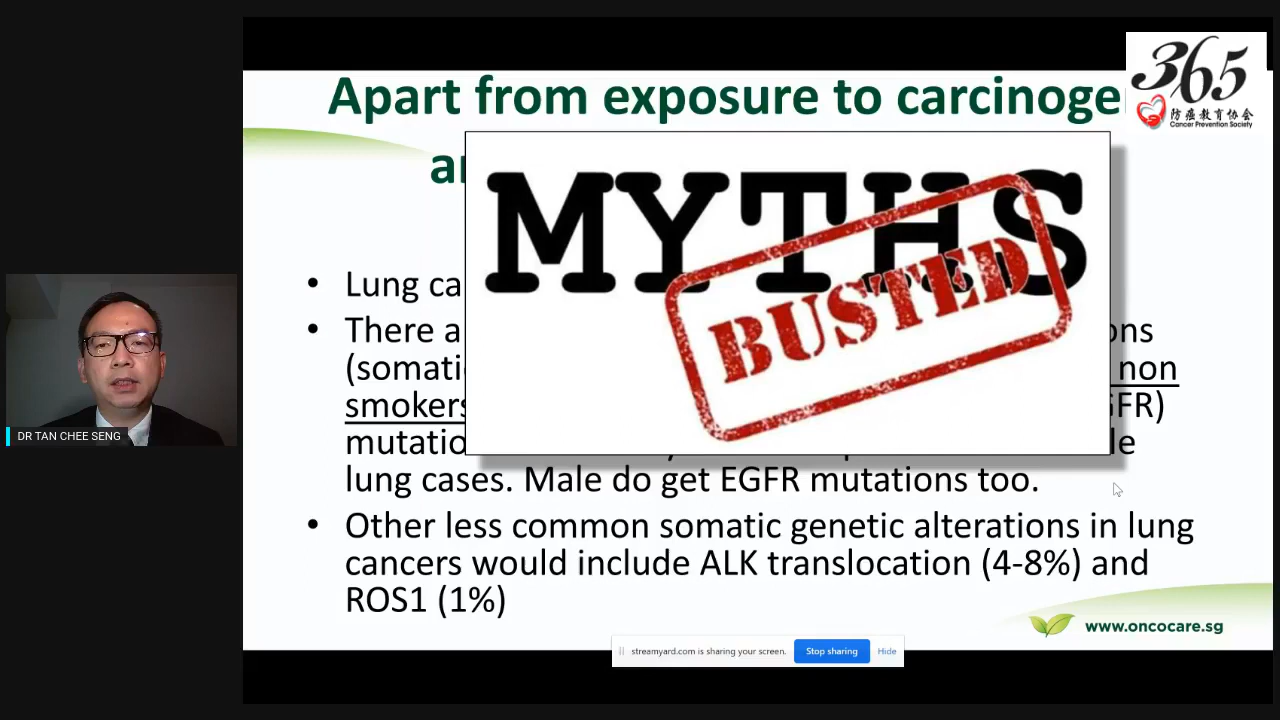 Apart from exposure to carcinoge
365
防癌教育协会
Cancer Prevention Society
MYTHS
BUSTED
Lung ca
There a
ons
(somatic
non
smokers
GFR)
mutatio
le
lung cases. Male do get EGFR mutations too.
Other less common somatic genetic alterations in lung
cancers would include ALK translocation (4-8%) and
ROS1 (1%)
www.oncocare.sg
streamyard.com is sharing your screen.
Stop sharing
Hide
DR TAN CHEE SENG